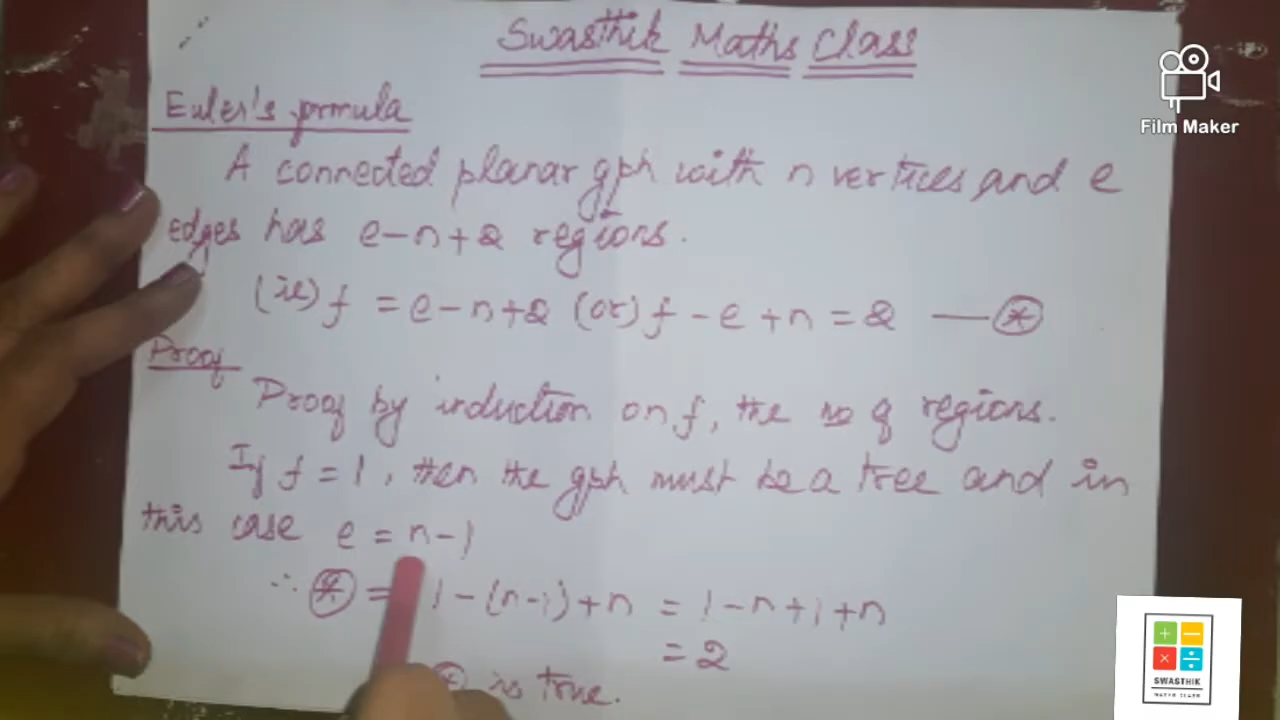 Swasthik Maths Class
Film Maker
Euler's formula
A connected planar gph with n vertices and e
edges has e-n+2 regions.
(ie) f = e-n+2 (or) f - e + n = 2 — *
Proof
Proof by induction on f, the no of regions.
If f = 1, then the gph must be a tree and in
this case e = n-1
∴ * = 1 - (n-1) + n = 1 - n + 1 + n
= 2
* is true.
SWASTHIK
MATHS CLASS